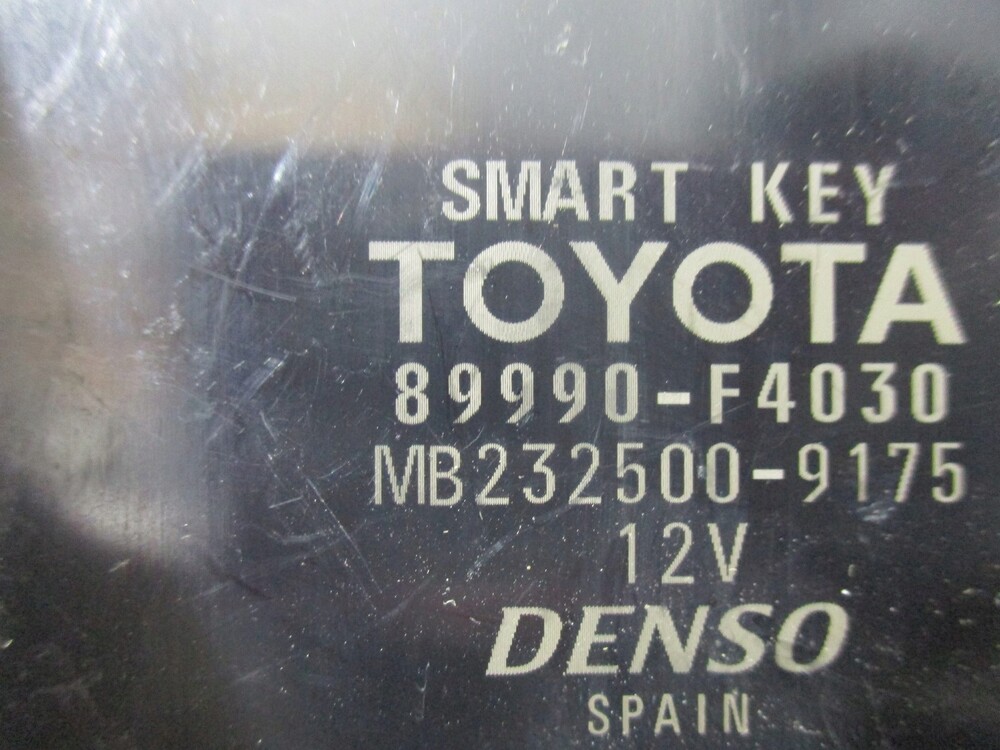 SMART KEY
TOYOTA
89990-F4030
MB232500-9175
12V
DENSO
SPAIN